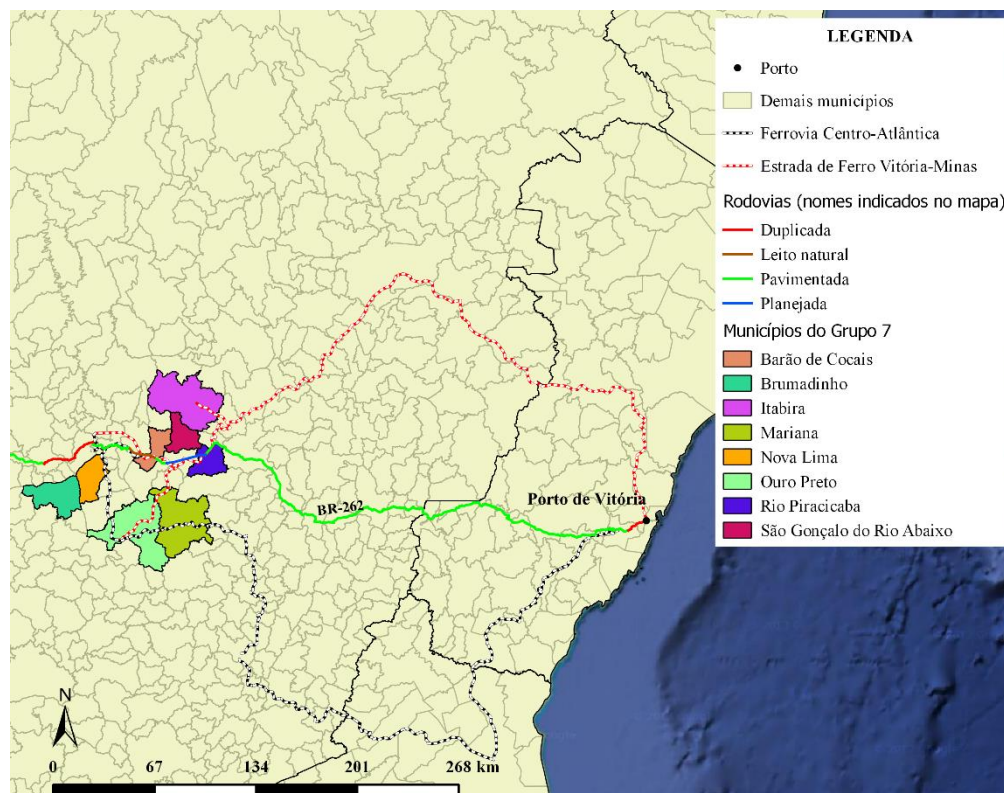 LEGENDA
Porto
Demais municípios
Ferrovia Centro-Atlântica
Estrada de Ferro Vitória-Minas
Rodovias (nomes indicados no mapa)
Duplicada
Leito natural
Pavimentada
Planejada
Municípios do Grupo 7
Barão de Cocais
Brumadinho
Itabira
Mariana
Nova Lima
Ouro Preto
Rio Piracicaba
São Gonçalo do Rio Abaixo
Porto de Vitória
BR-262
N
0 67 134 201 268 km